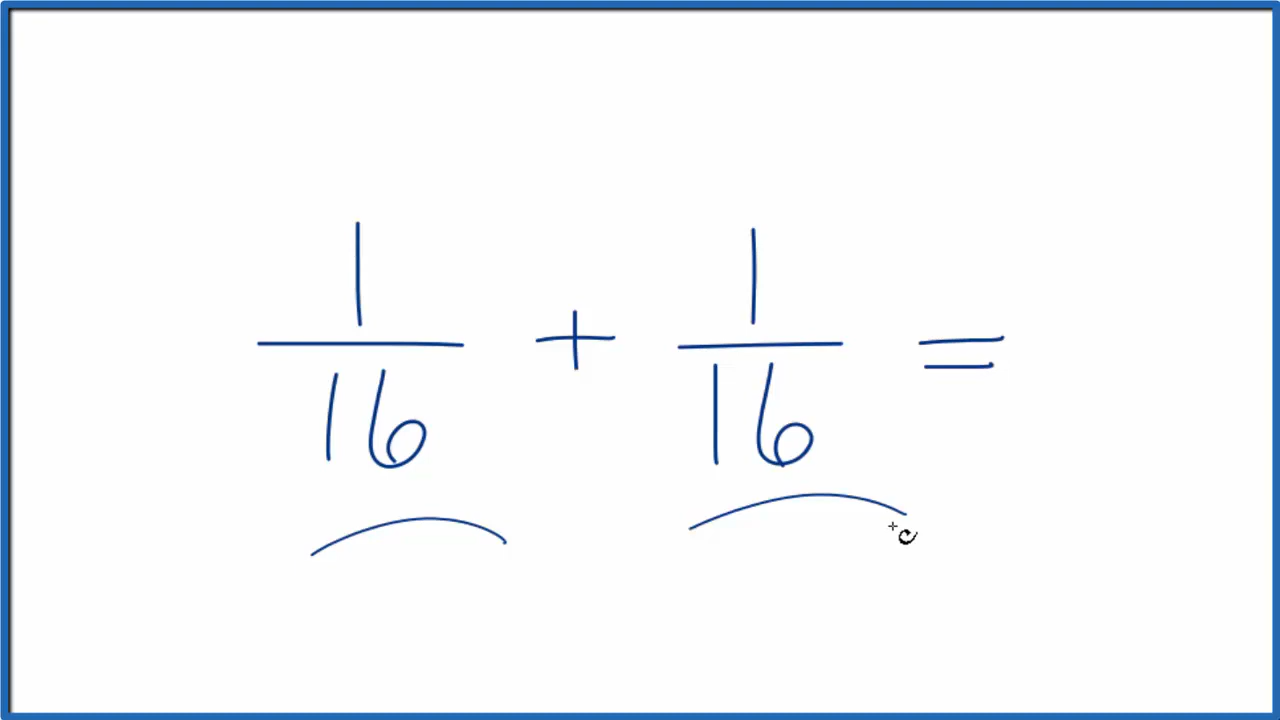 1/16 + 1/16 =